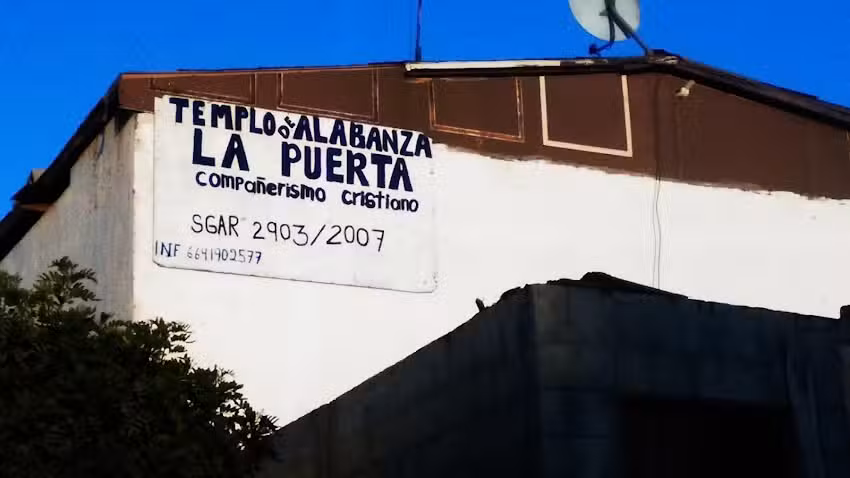 TEMPLO DE ALABANZA
LA PUERTA
compañerismo cristiano
SGAR 2903/2007
INF 6641902577